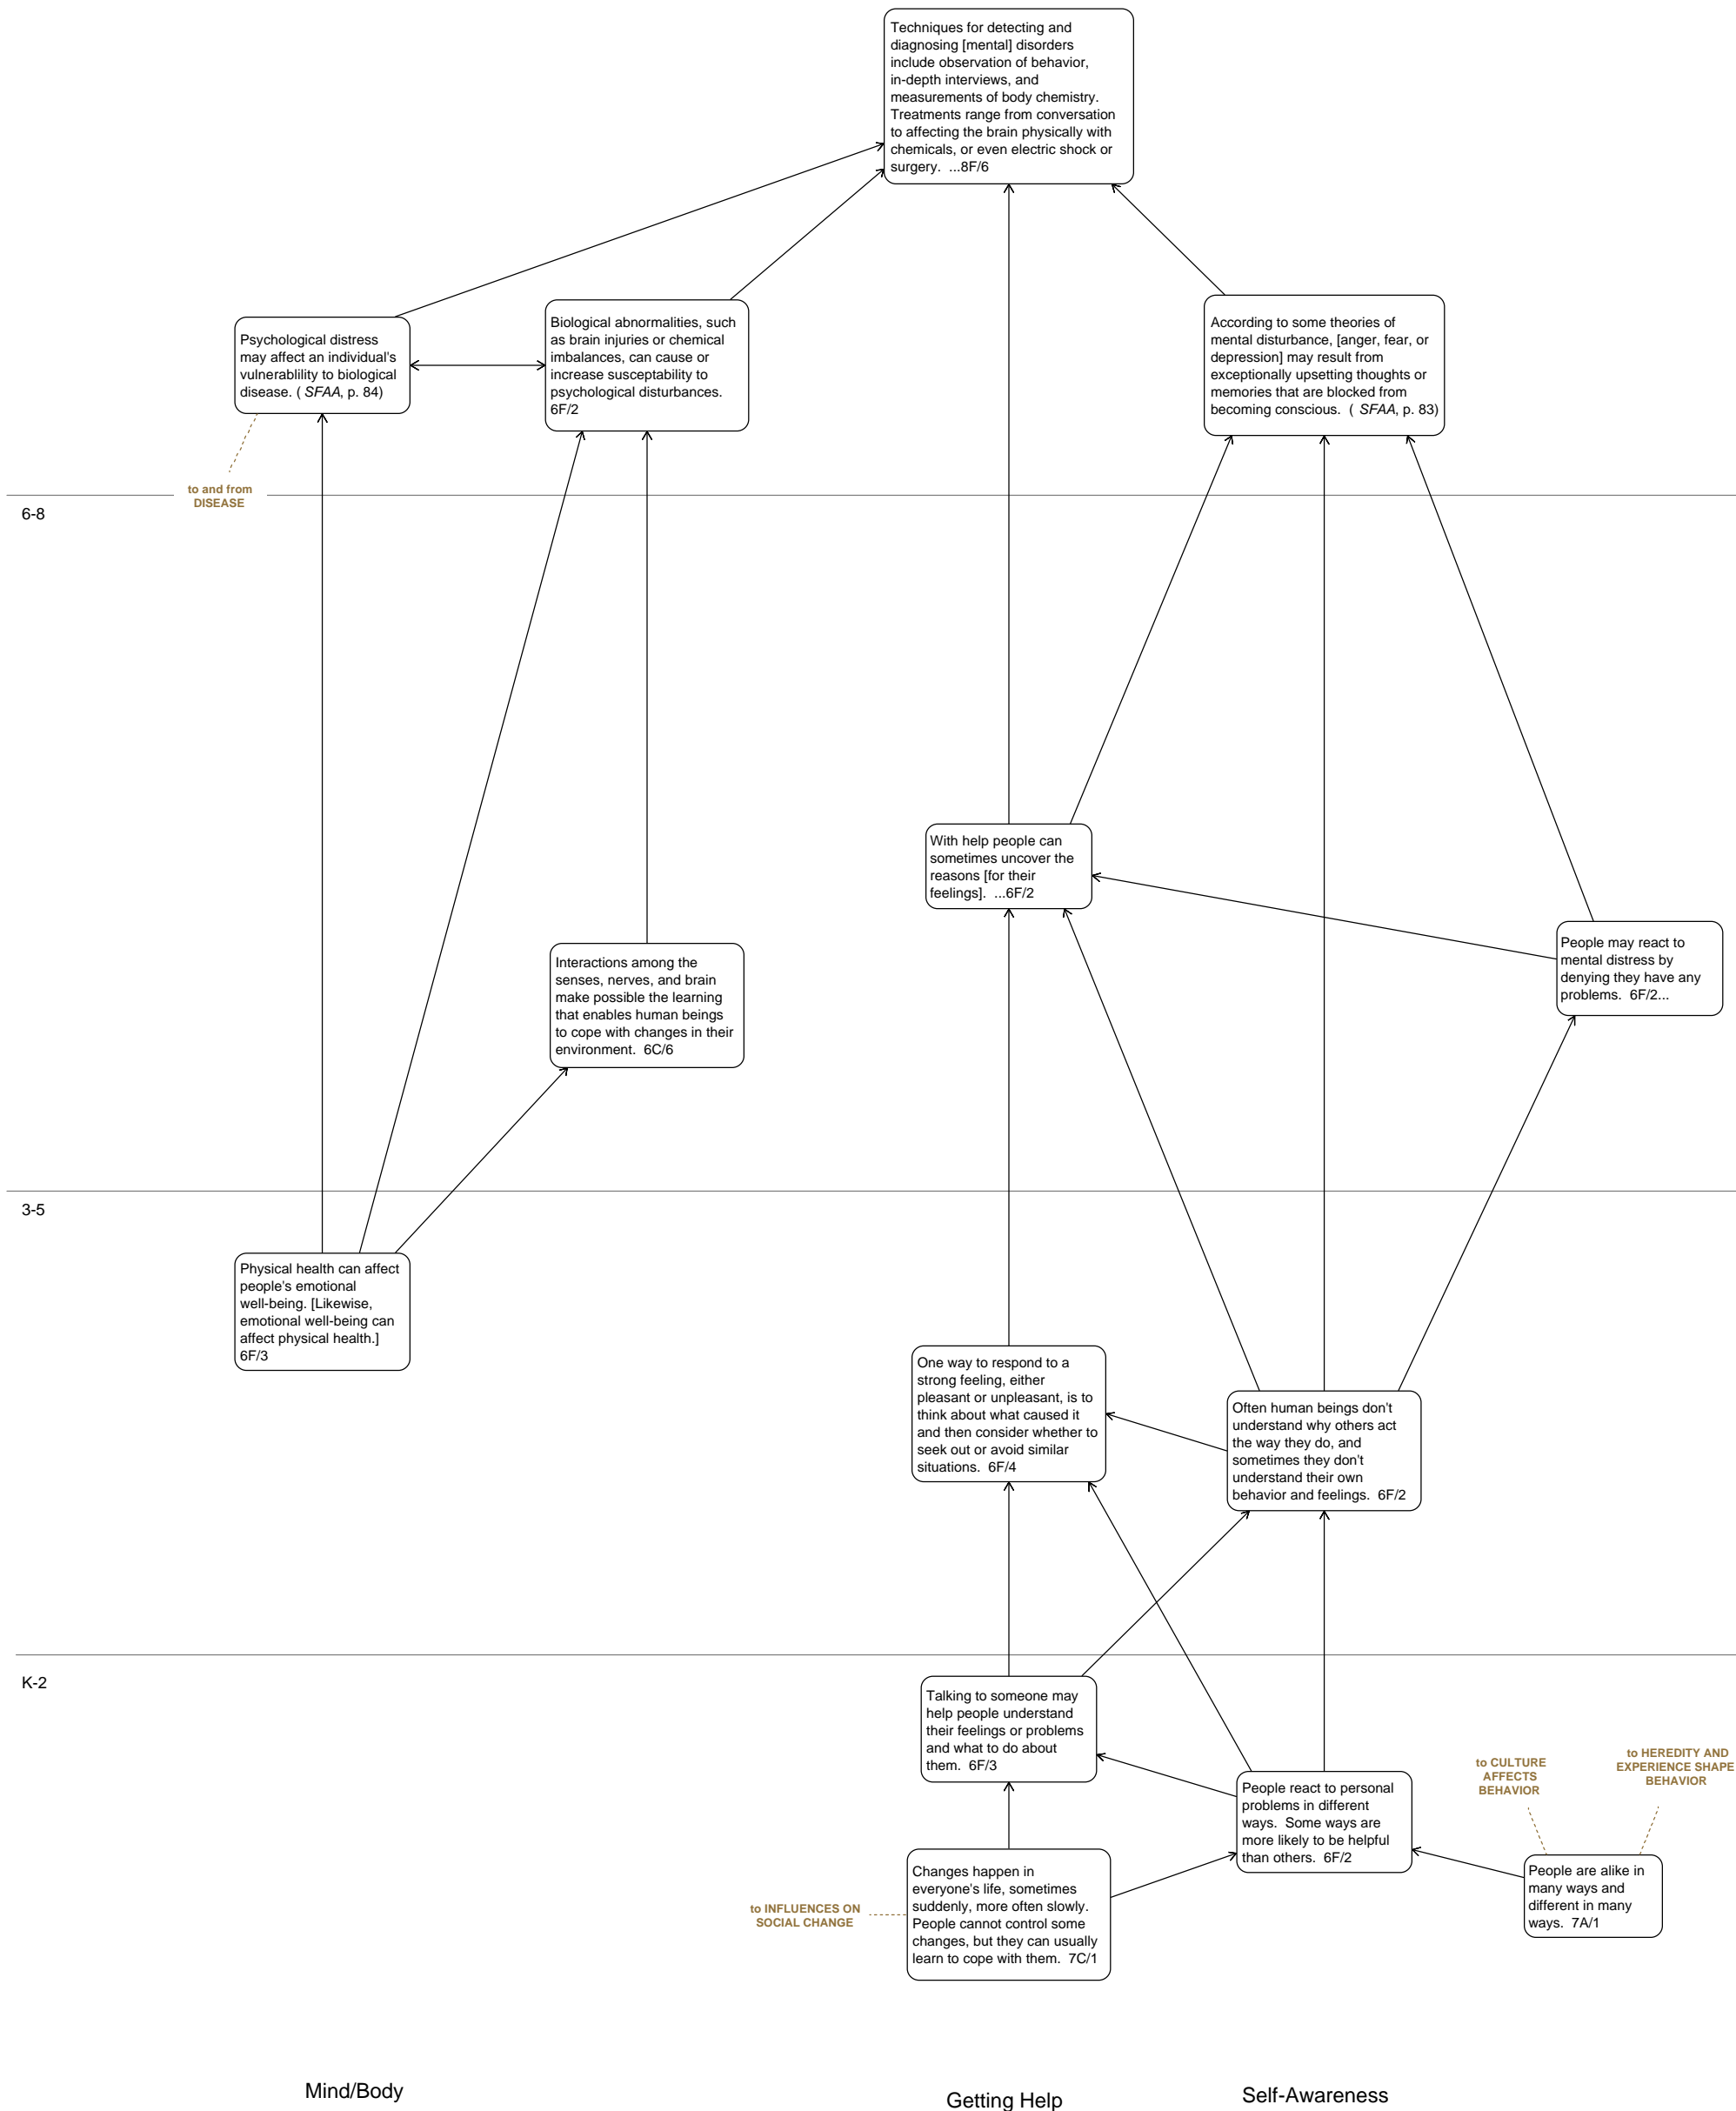 Techniques for detecting and
diagnosing [mental] disorders
include observation of behavior,
in-depth interviews, and
measurements of body chemistry.
Treatments range from conversation
to affecting the brain physically with
chemicals, or even electric shock or
surgery.  ...8F/6
Psychological distress
may affect an individual's
vulnerablility to biological
disease. ( SFAA, p. 84)
Biological abnormalities, such
as brain injuries or chemical
imbalances, can cause or
increase susceptability to
psychological disturbances.
6F/2
According to some theories of
mental disturbance, [anger, fear, or
depression] may result from
exceptionally upsetting thoughts or
memories that are blocked from
becoming conscious.  ( SFAA, p. 83)
to and from
DISEASE
6-8
With help people can
sometimes uncover the
reasons [for their
feelings].  ...6F/2
People may react to
mental distress by
denying they have any
problems.  6F/2...
Interactions among the
senses, nerves, and brain
make possible the learning
that enables human beings
to cope with changes in their
environment.  6C/6
3-5
Physical health can affect
people's emotional
well-being. [Likewise,
emotional well-being can
affect physical health.]
6F/3
One way to respond to a
strong feeling, either
pleasant or unpleasant, is to
think about what caused it
and then consider whether to
seek out or avoid similar
situations.  6F/4
Often human beings don't
understand why others act
the way they do, and
sometimes they don't
understand their own
behavior and feelings.  6F/2
K-2
Talking to someone may
help people understand
their feelings or problems
and what to do about
them.  6F/3
People react to personal
problems in different
ways.  Some ways are
more likely to be helpful
than others.  6F/2
to CULTURE
AFFECTS
BEHAVIOR
to HEREDITY AND
EXPERIENCE SHAPE
BEHAVIOR
to INFLUENCES ON
SOCIAL CHANGE
Changes happen in
everyone's life, sometimes
suddenly, more often slowly.
People cannot control some
changes, but they can usually
learn to cope with them.  7C/1
People are alike in
many ways and
different in many
ways.  7A/1
Mind/Body
Getting Help
Self-Awareness